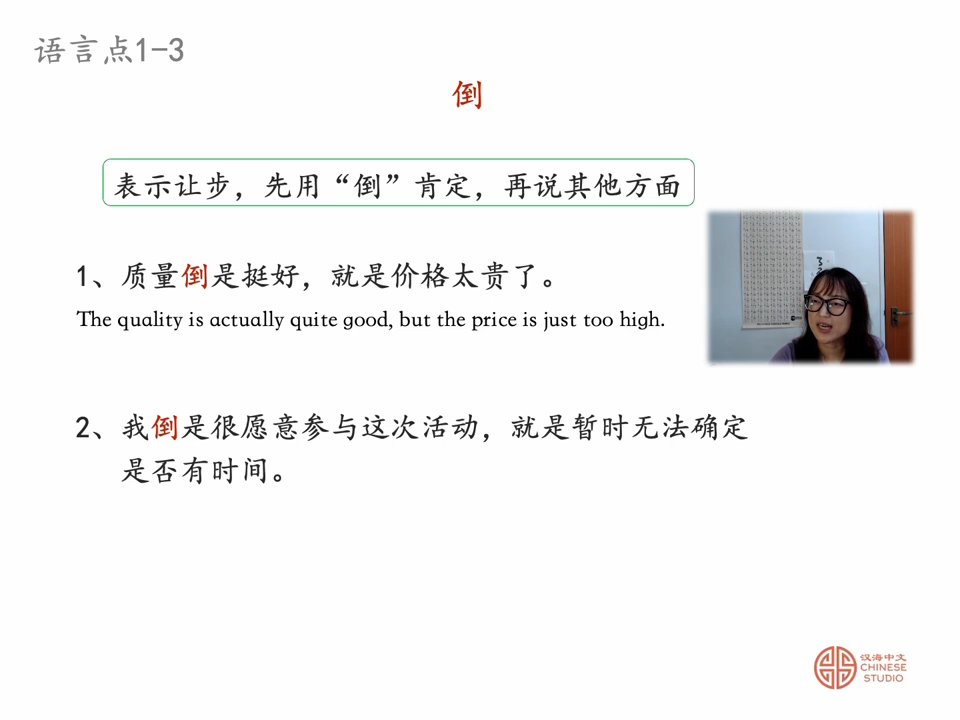 语言点1-3
倒
表示让步，先用“倒”肯定，再说其他方面
1、质量倒是挺好，就是价格太贵了。
The quality is actually quite good, but the price is just too high.
2、我倒是很愿意参与这次活动，就是暂时无法确定
是否有时间。
汉海中文
CHINESE
STUDIO